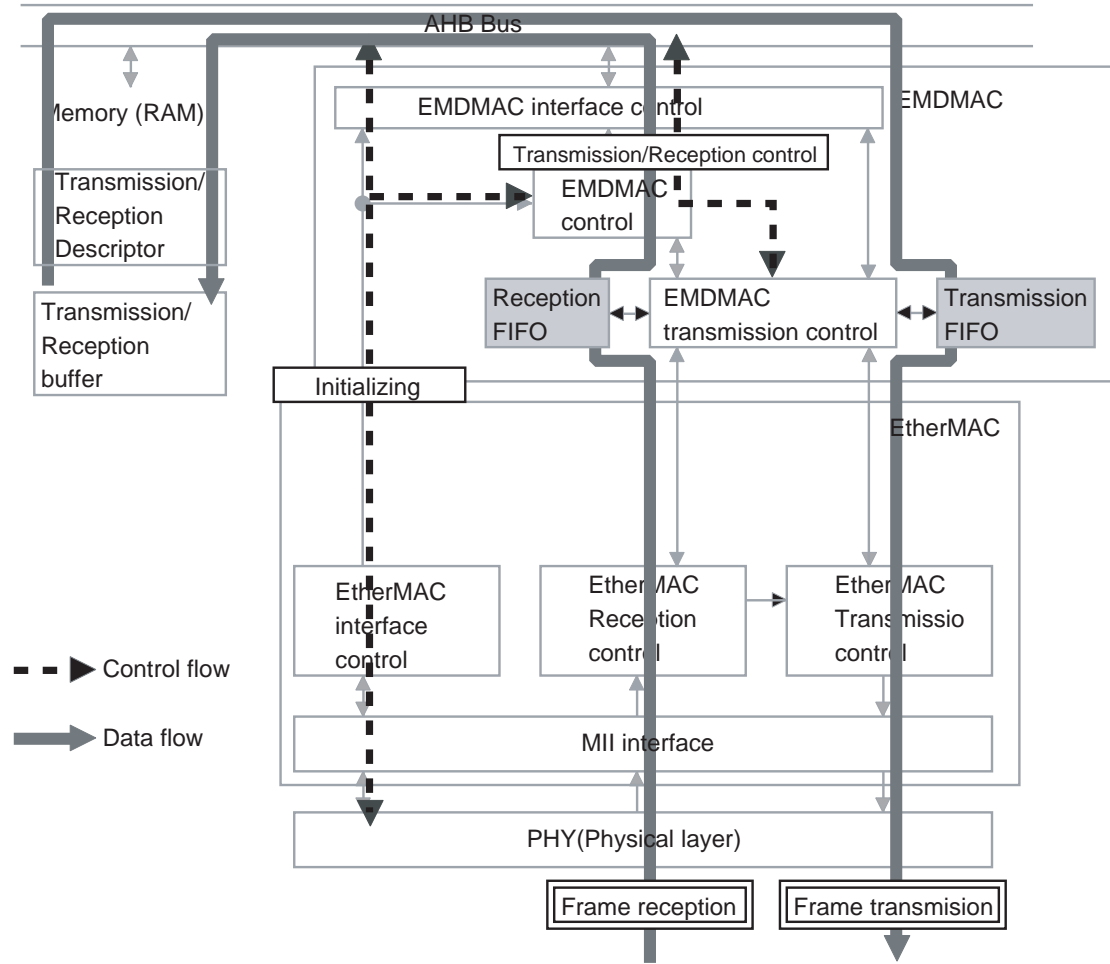 AHB Bus
Memory (RAM)
EMDMAC interface control
EMDMAC
Transmission/Reception control
Transmission/
Reception
Descriptor
EMDMAC
control
Transmission/
Reception
buffer
Reception
FIFO
EMDMAC
transmission control
Transmission
FIFO
Initializing
EtherMAC
EtherMAC
interface
control
EtherMAC
Reception
control
EtherMAC
Transmissio
control
Control flow
Data flow
MII interface
PHY(Physical layer)
Frame reception
Frame transmision